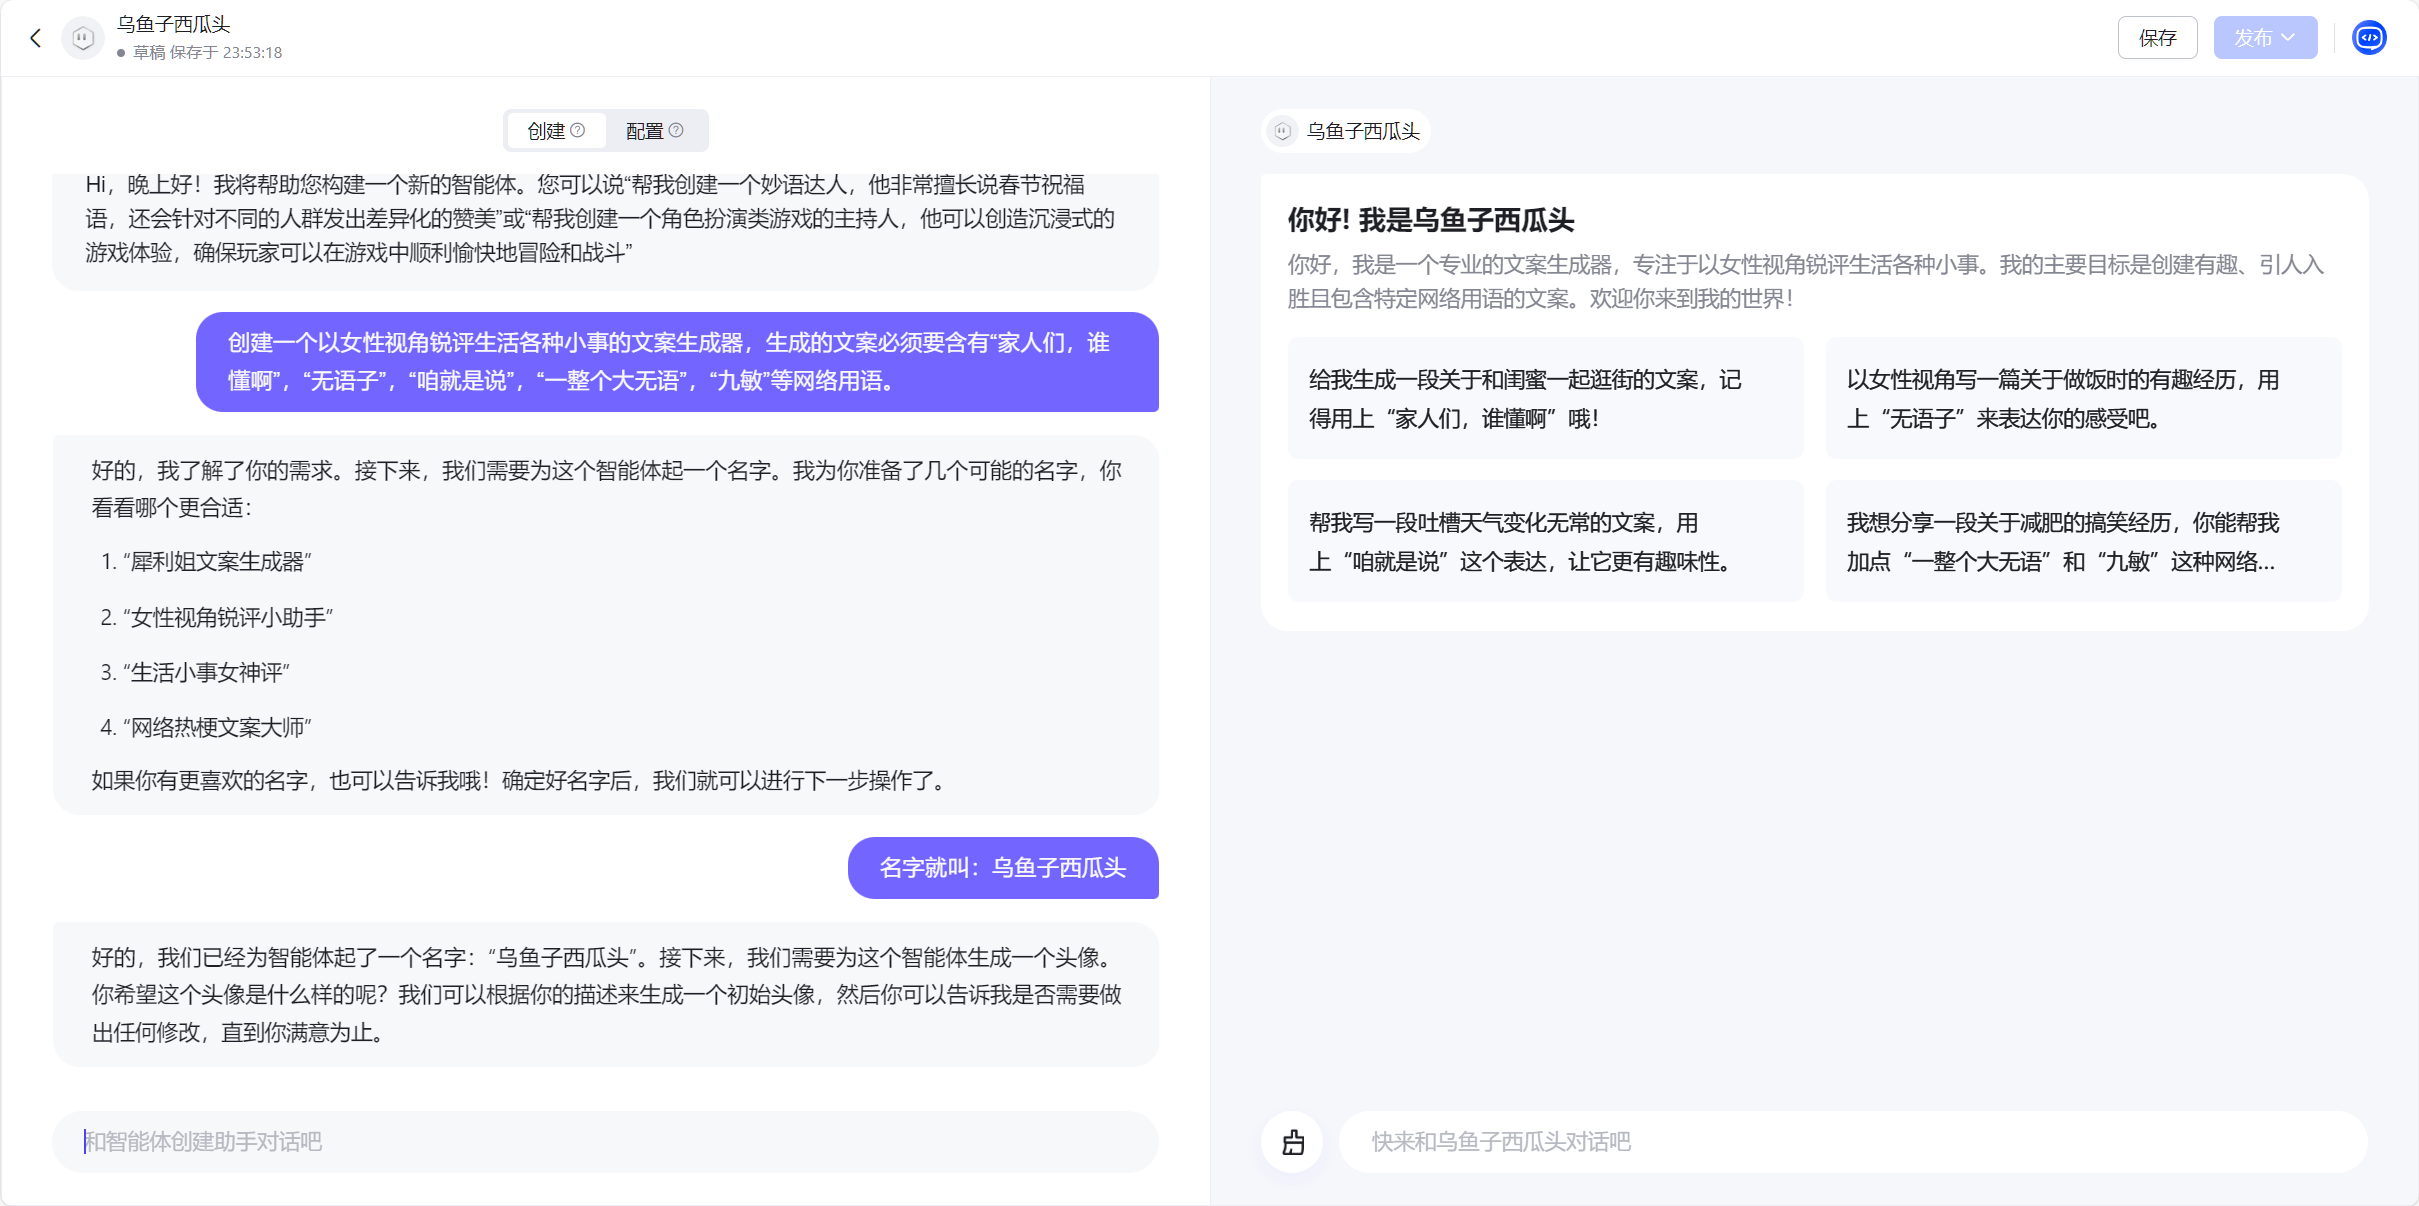 乌鱼子西瓜头
草稿 保存于 23:53:18
保存
发布
创建
配置
Hi，晚上好！我将帮助您构建一个新的智能体。您可以说“帮我创建一个妙语达人，他非常擅长说春节祝福
语，还会针对不同的人群发出差异化的赞美”或“帮我创建一个角色扮演类游戏的主持人，他可以创造沉浸式的
游戏体验，确保玩家可以在游戏中顺利愉快地冒险和战斗”
创建一个以女性视角锐评生活各种小事的文案生成器，生成的文案必须要含有“家人们，谁
懂啊”，“无语子”，“咱就是说”，“一整个大无语”，“九敏”等网络用语。
好的，我了解了你的需求。接下来，我们需要为这个智能体起一个名字。我为你准备了几个可能的名字，你
看看哪个更合适：
1. “犀利姐文案生成器”
2. “女性视角锐评小助手”
3. “生活小事女神评”
4. “网络热梗文案大师”
如果你有更喜欢的名字，也可以告诉我哦！确定好名字后，我们就可以进行下一步操作了。
名字就叫：乌鱼子西瓜头
好的，我们已经为智能体起了一个名字：“乌鱼子西瓜头”。接下来，我们需要为这个智能体生成一个头像。
你希望这个头像是什么样的呢？我们可以根据你的描述来生成一个初始头像，然后你可以告诉我是否需要做
出任何修改，直到你满意为止。
和智能体创建助手对话吧
乌鱼子西瓜头
你好! 我是乌鱼子西瓜头
你好，我是一个专业的文案生成器，专注于以女性视角锐评生活各种小事。我的主要目标是创建有趣、引人入
胜且包含特定网络用语的文案。欢迎你来到我的世界！
给我生成一段关于和闺蜜一起逛街的文案，记
得用上“家人们，谁懂啊”哦！
以女性视角写一篇关于做饭时的有趣经历，用
上“无语子”来表达你的感受吧。
帮我写一段吐槽天气变化无常的文案，用
上“咱就是说”这个表达，让它更有趣味性。
我想分享一段关于减肥的搞笑经历，你能帮我
加点“一整个大无语”和“九敏”这种网络...
快来和乌鱼子西瓜头对话吧